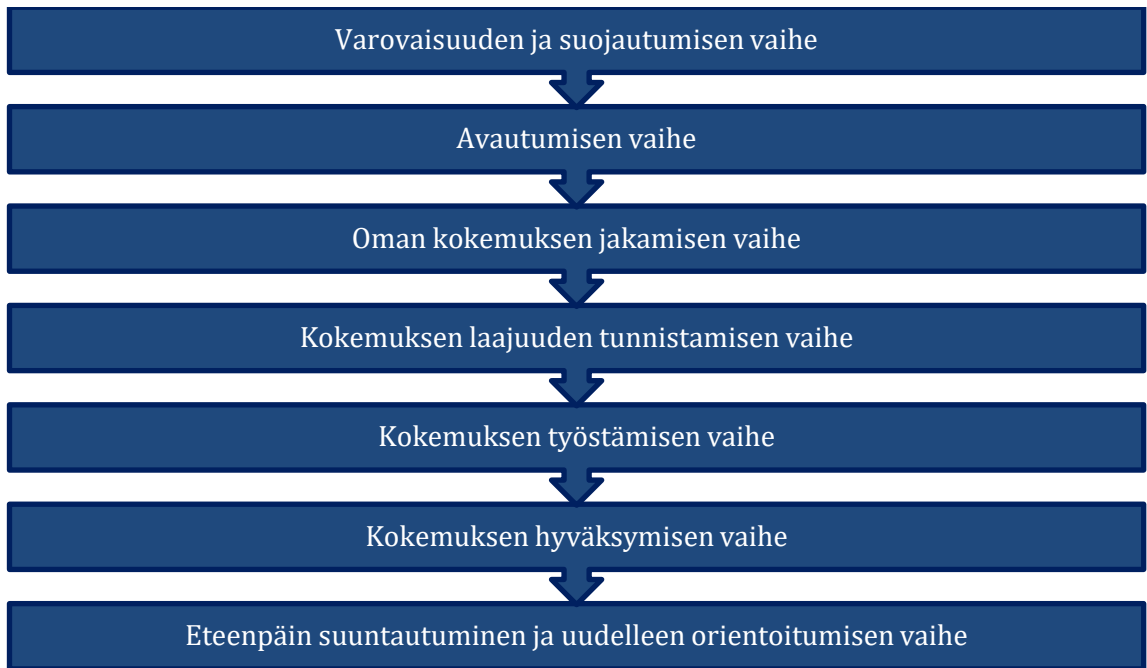 Varovaisuuden ja suojautumisen vaihe
Avautumisen vaihe
Oman kokemuksen jakamisen vaihe
Kokemuksen laajuuden tunnistamisen vaihe
Kokemuksen työstämisen vaihe
Kokemuksen hyväksymisen vaihe
Eteenpäin suuntautuminen ja uudelleen orientoitumisen vaihe